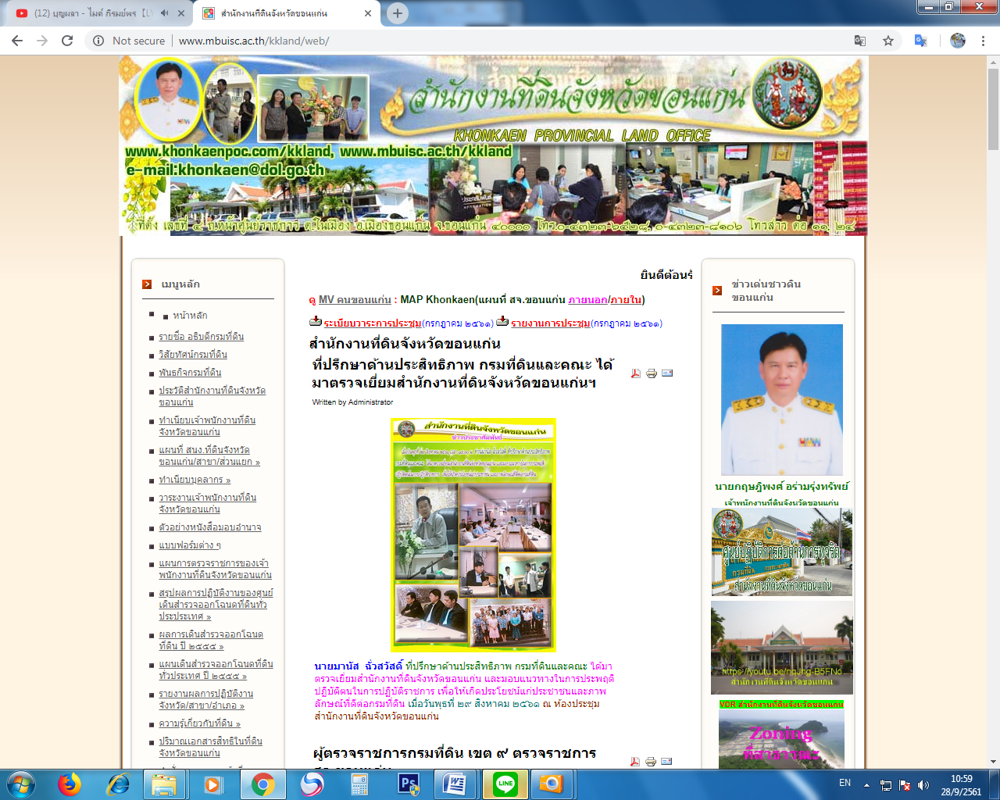 (12) บุญผลา - ไมค์ ภิรมย์พร
สำนักงานที่ดินจังหวัดขอนแก่น
Not secure | www.mbuisc.ac.th/kkland/web/
สำนักงานที่ดินจังหวัดขอนแก่น
KHONKAEN PROVINCIAL LAND OFFICE
www.khonkaenpoc.com/kkland, www.mbuisc.ac.th/kkland
e-mail:khonkaen@dol.go.th
ประชาสัมพันธ์
INFORMATION
ที่ตั้ง เลขที่ ๔ ถ.หน้าศูนย์ราชการ ต.ในเมือง อ.เมืองขอนแก่น จ.ขอนแก่น ๔๐๐๐๐ โทร.๐-๔๓๒๓-๖๕๒๘, ๐-๔๓๒๓-๘๑๐๖ โทรสาร ต่อ ๑๑, ๒๔
เมนูหลัก
หน้าหลัก
รายชื่อ อธิบดีกรมที่ดิน
วิสัยทัศน์กรมที่ดิน
พันธกิจกรมที่ดิน
ประวัติสำนักงานที่ดินจังหวัด
ขอนแก่น
ทำเนียบเจ้าพนักงานที่ดิน
จังหวัดขอนแก่น
แผนที่ สนง.ที่ดินจังหวัด
ขอนแก่น/สาขา/ส่วนแยก »
ทำเนียบบุคลากร »
วาระงานเจ้าพนักงานที่ดิน
จังหวัดขอนแก่น
ตัวอย่างหนังสือมอบอำนาจ
แบบฟอร์มต่าง ๆ
แผนการตรวจราชการของเจ้า
พนักงานที่ดินจังหวัดขอนแก่น
สรุปผลการปฏิบัติงานของศูนย์
เดินสำรวจออกโฉนดที่ดินทั่ว
ประประเทศ »
ผลการเดินสำรวจออกโฉนด
ที่ดิน ปี ๒๕๕๕ »
แผนเดินสำรวจออกโฉนดที่ดิน
ทั่วประเทศ ปี ๒๕๕๕ »
รายงานผลการปฏิบัติงาน
จังหวัด/สาขา/อำเภอ »
ความรู้เกี่ยวกับที่ดิน »
ปริมาณเอกสารสิทธิในที่ดิน
จังหวัดขอนแก่น
ยินดีต้อนรั
ดู MV คนขอนแก่น : MAP Khonkaen(แผนที่ สจ.ขอนแก่น ภายนอก/ภายใน)
ระเบียบวาระการประชุม(กรกฎาคม ๒๕๖๑) รายงานการประชุม(กรกฎาคม ๒๕๖๑)
สำนักงานที่ดินจังหวัดขอนแก่น
ที่ปรึกษาด้านประสิทธิภาพ กรมที่ดินและคณะ ได้
มาตรวจเยี่ยมสำนักงานที่ดินจังหวัดขอนแก่นฯ
Written by Administrator
สำนักงานที่ดินจังหวัดขอนแก่น
ข่าวประชาสัมพันธ์
นายมานัส ฉั่วสวัสดิ์ ที่ปรึกษาด้านประสิทธิภาพ กรมที่ดินและคณะ ได้มา
ตรวจเยี่ยมสำนักงานที่ดินจังหวัดขอนแก่น และมอบแนวทางในการประพฤติ
ปฏิบัติตนในการปฏิบัติราชการ เพื่อให้เกิดประโยชน์แก่ประชาชนและภาพ
ลักษณ์ที่ดีต่อกรมที่ดิน เมื่อวันพุธที่ ๒๙ สิงหาคม ๒๕๖๑ ณ ห้องประชุม
สำนักงานที่ดินจังหวัดขอนแก่น
ผู้ตรวจราชการกรมที่ดิน เขต ๙ ตรวจราชการ
ข่าวเด่นชาวดิน
ขอนแก่น
นายกฤษฎิพงศ์ อร่ามรุ่งทรัพย์
เจ้าพนักงานที่ดินจังหวัดขอนแก่น
ศูนย์ปฏิบัติการต่อต้านการทุจริต
กรมที่ดิน
สำนักงานที่ดินจังหวัดขอนแก่น
https://youtu.be/nqJhg-B5FNo
สำนักงานที่ดินจังหวัดขอนแก่น
VDR สำนักงานที่ดินจังหวัดขอนแก่น
Zoning
ที่สาธารณะ
Ps
W
LINE
EN
10:59
28/9/2561